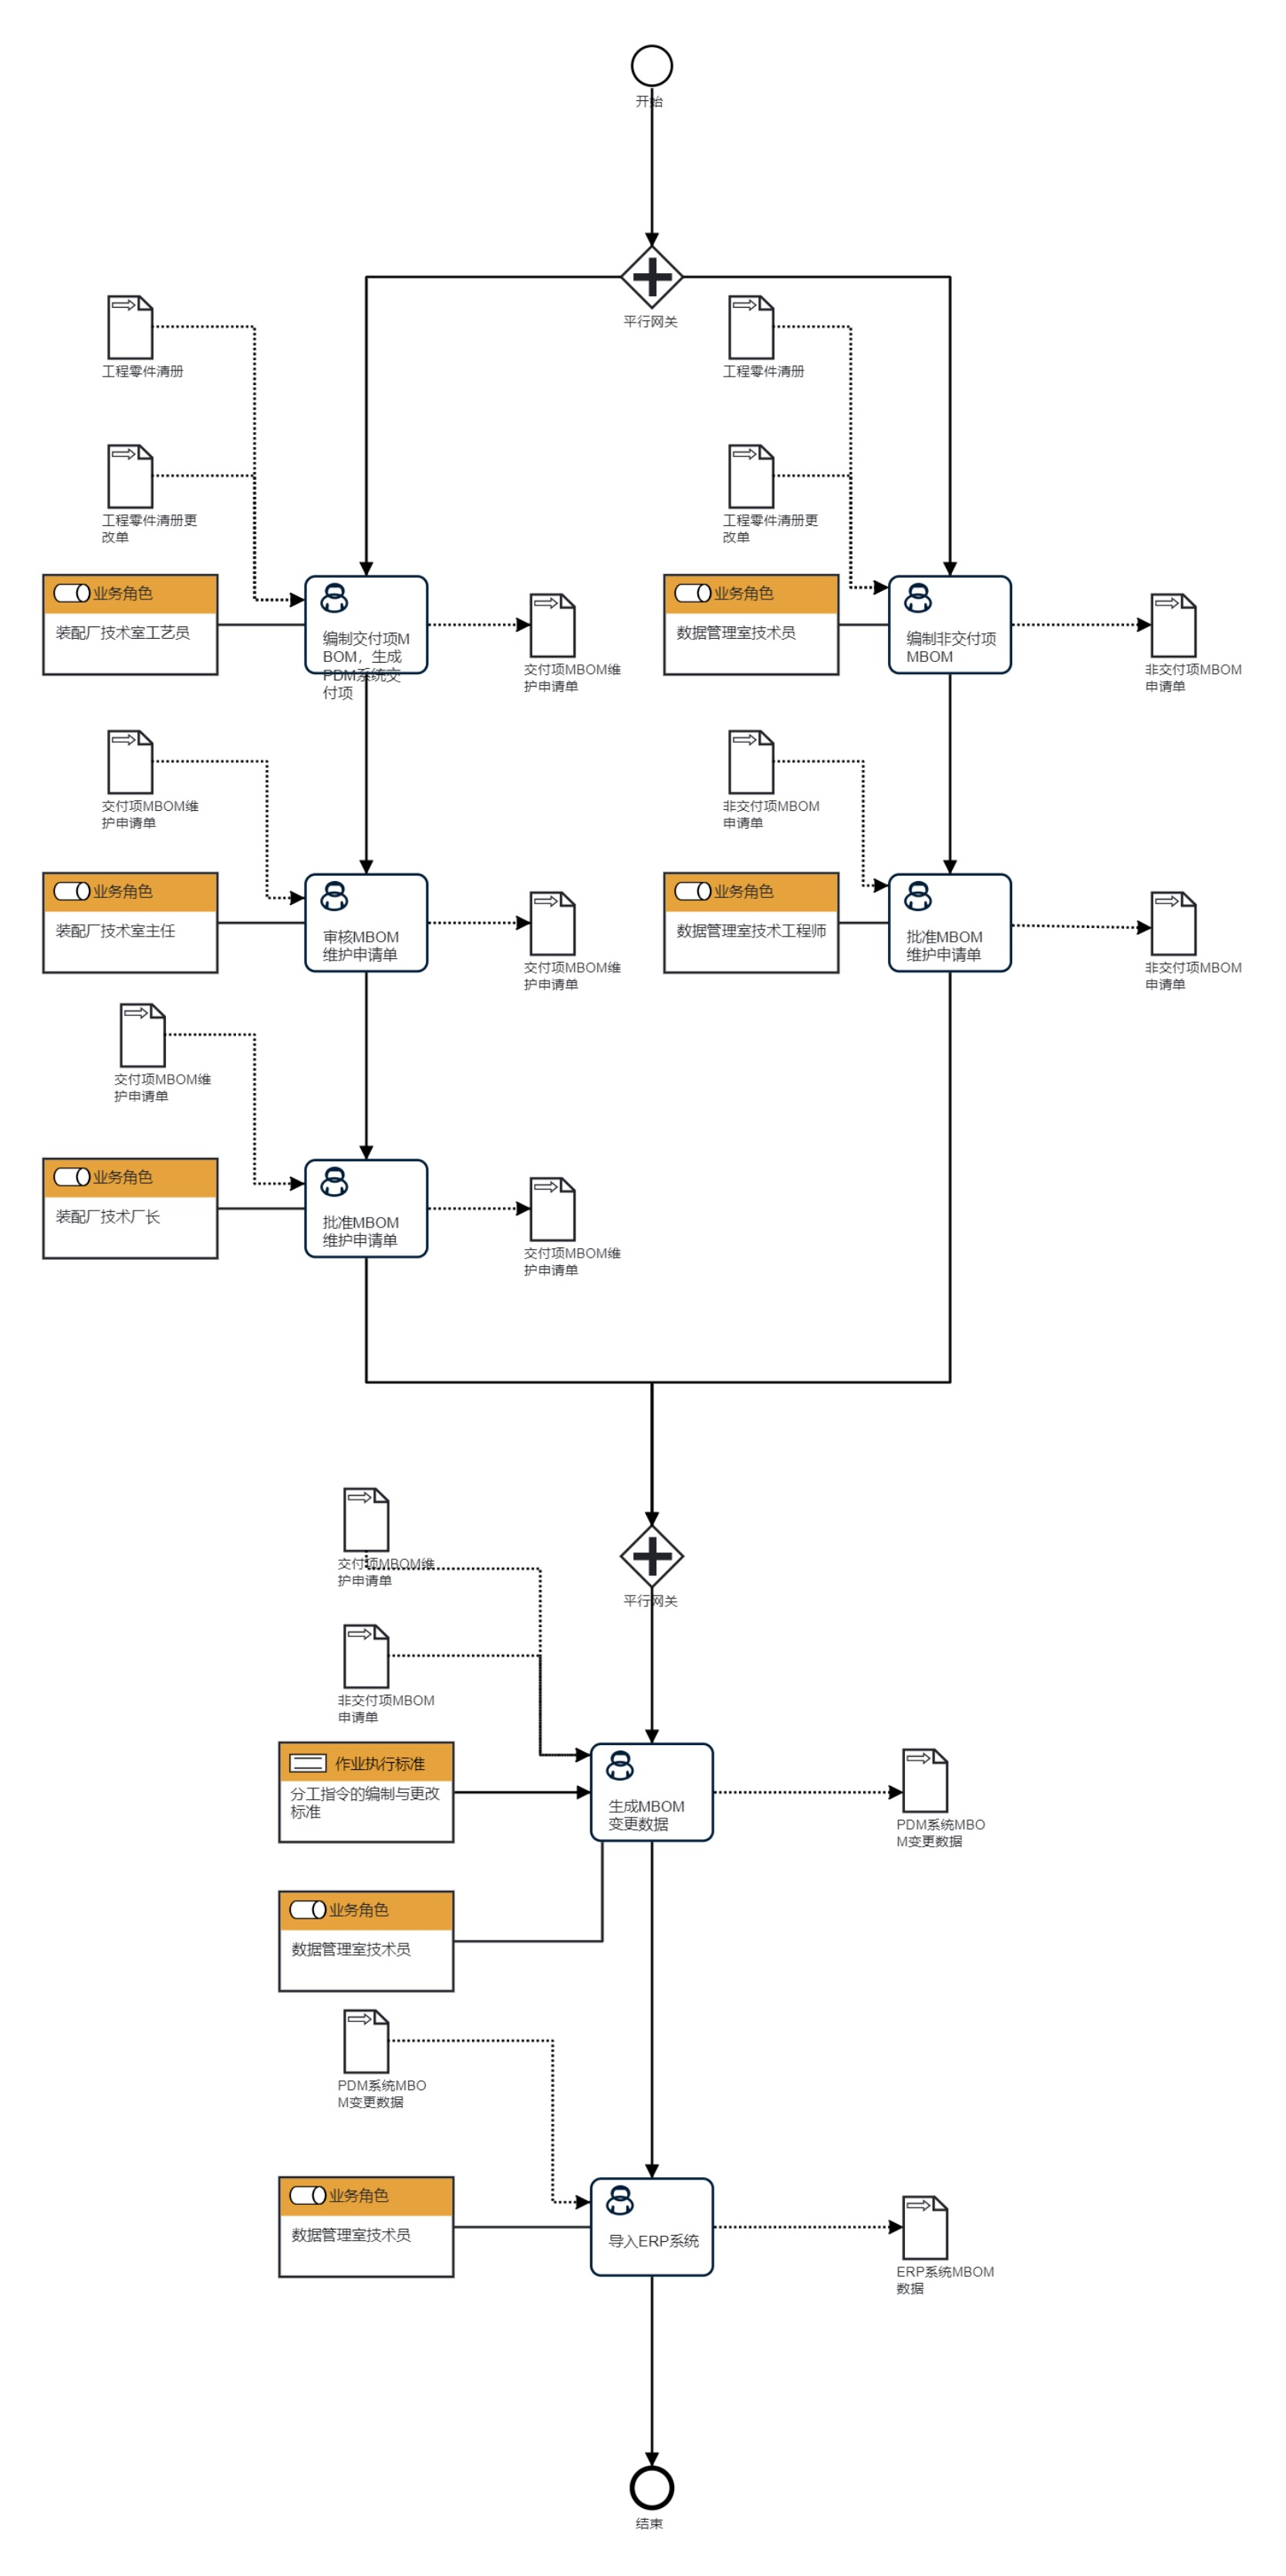 开始
平行网关
工程零件清册
工程零件清册
工程零件清册更
改单
工程零件清册更
改单
业务角色
装配厂技术室工艺员
编制交付项M
BOM，生成
PDM系统交
付项
交付项MBOM维
护申请单
业务角色
数据管理室技术员
编制非交付项
MBOM
非交付项MBOM
申请单
交付项MBOM维
护申请单
非交付项MBOM
申请单
业务角色
装配厂技术室主任
审核MBOM
维护申请单
交付项MBOM维
护申请单
业务角色
数据管理室技术工程师
批准MBOM
维护申请单
非交付项MBOM
申请单
交付项MBOM维
护申请单
业务角色
装配厂技术厂长
批准MBOM
维护申请单
交付项MBOM维
护申请单
交付项MBOM维
护申请单
平行网关
非交付项MBOM
申请单
作业执行标准
分工指令的编制与更改
标准
生成MBOM
变更数据
PDM系统MBO
M变更数据
业务角色
数据管理室技术员
PDM系统MBO
M变更数据
业务角色
数据管理室技术员
导入ERP系统
ERP系统MBOM
数据
结束